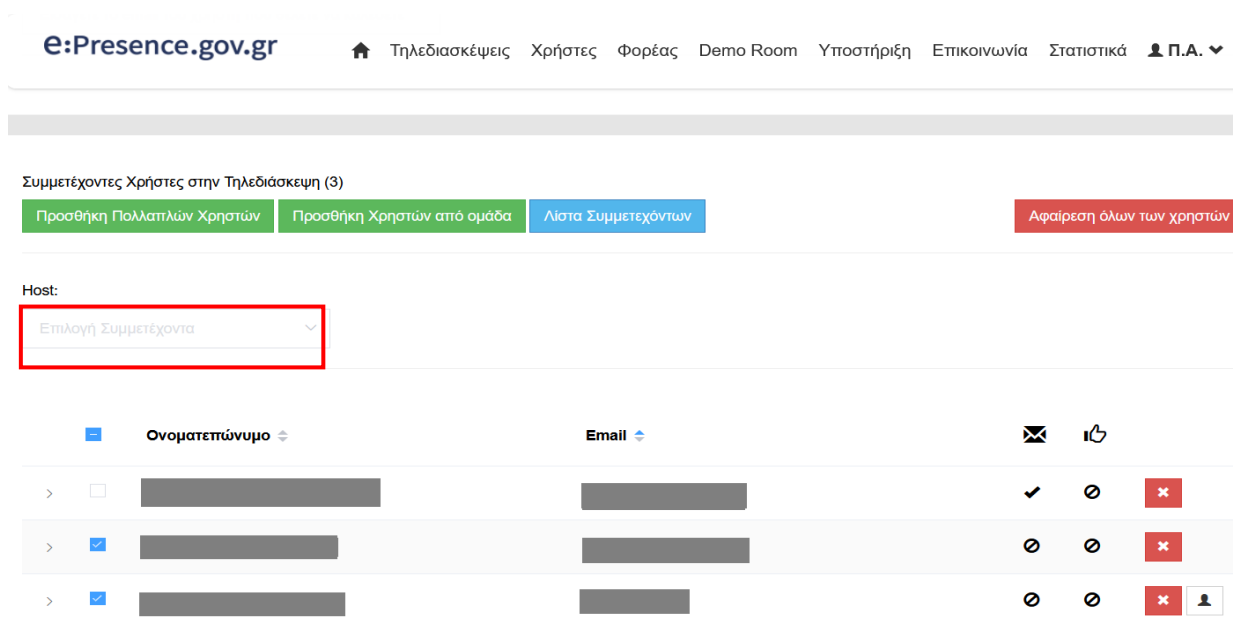 e:Presence.gov.gr Τηλεδιασκέψεις Χρήστες Φορέας Demo Room Υποστήριξη Επικοινωνία Στατιστικά Π.Α.
Συμμετέχοντες Χρήστες στην Τηλεδιάσκεψη (3)
Προσθήκη Πολλαπλών Χρηστών Προσθήκη Χρηστών από ομάδα Λίστα Συμμετεχόντων Αφαίρεση όλων των χρηστών
Host:
Επιλογή Συμμετέχοντα
Ονοματεπώνυμο Email